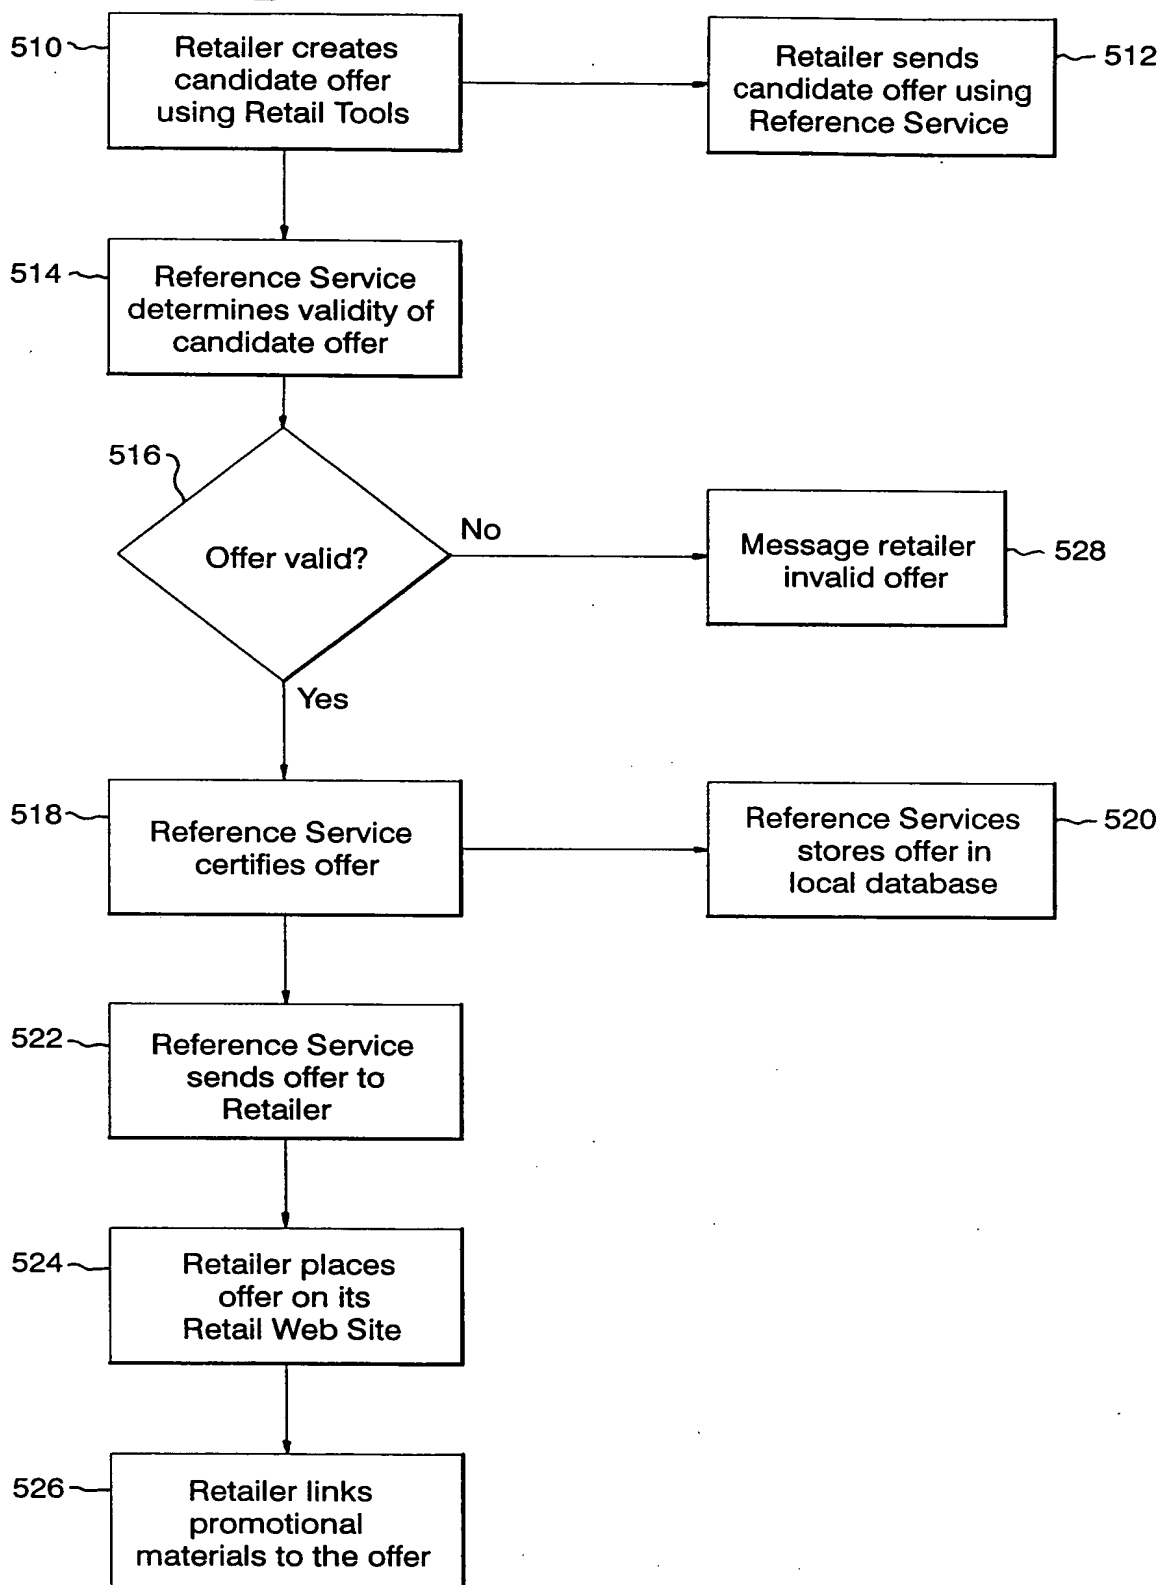 510
Retailer creates
candidate offer
using Retail Tools
Retailer sends
candidate offer using
Reference Service
512
514
Reference Service
determines validity of
candidate offer
516
Offer valid?
No
Message retailer
invalid offer
528
Yes
518
Reference Service
certifies offer
Reference Services
stores offer in
local database
520
522
Reference Service
sends offer to
Retailer
524
Retailer places
offer on its
Retail Web Site
526
Retailer links
promotional
materials to the offer